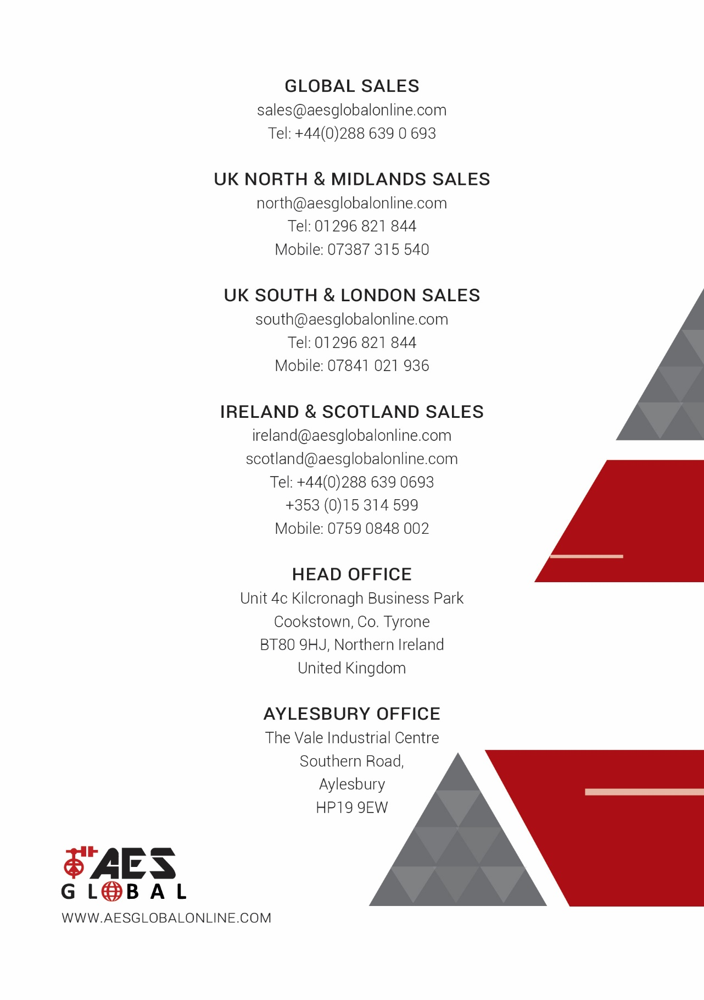 GLOBAL SALES
sales@aesglobalonline.com
Tel: +44(0)288 639 0 693
UK NORTH & MIDLANDS SALES
north@aesglobalonline.com
Tel: 01296 821 844
Mobile: 07387 315 540
UK SOUTH & LONDON SALES
south@aesglobalonline.com
Tel: 01296 821 844
Mobile: 07841 021 936
IRELAND & SCOTLAND SALES
ireland@aesglobalonline.com
scotland@aesglobalonline.com
Tel: +44(0)288 639 0693
+353 (0)15 314 599
Mobile: 0759 0848 002
HEAD OFFICE
Unit 4c Kilcronagh Business Park
Cookstown, Co. Tyrone
BT80 9HJ, Northern Ireland
United Kingdom
AYLESBURY OFFICE
The Vale Industrial Centre
Southern Road,
Aylesbury
HP19 9EW
AES
GLOBAL
WWW.AESGLOBALONLINE.COM